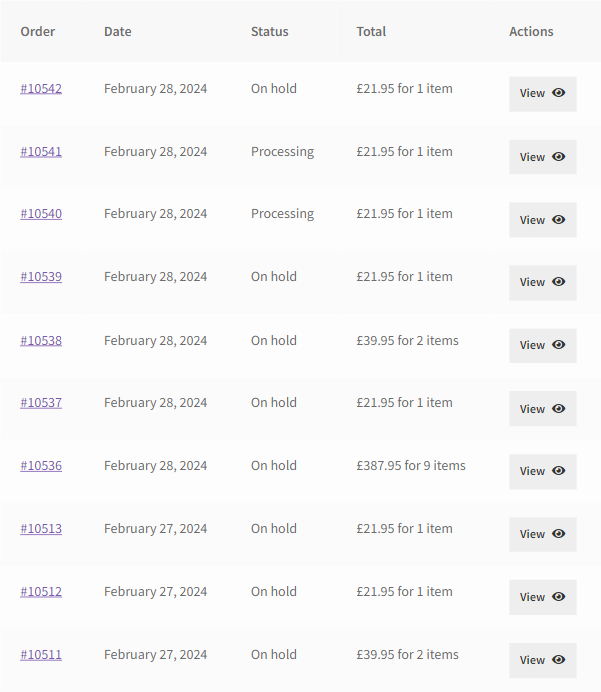 Order Date Status Total Actions
#10542 February 28, 2024 On hold £21.95 for 1 item View
#10541 February 28, 2024 Processing £21.95 for 1 item View
#10540 February 28, 2024 Processing £21.95 for 1 item View
#10539 February 28, 2024 On hold £21.95 for 1 item View
#10538 February 28, 2024 On hold £39.95 for 2 items View
#10537 February 28, 2024 On hold £21.95 for 1 item View
#10536 February 28, 2024 On hold £387.95 for 9 items View
#10513 February 27, 2024 On hold £21.95 for 1 item View
#10512 February 27, 2024 On hold £21.95 for 1 item View
#10511 February 27, 2024 On hold £39.95 for 2 items View